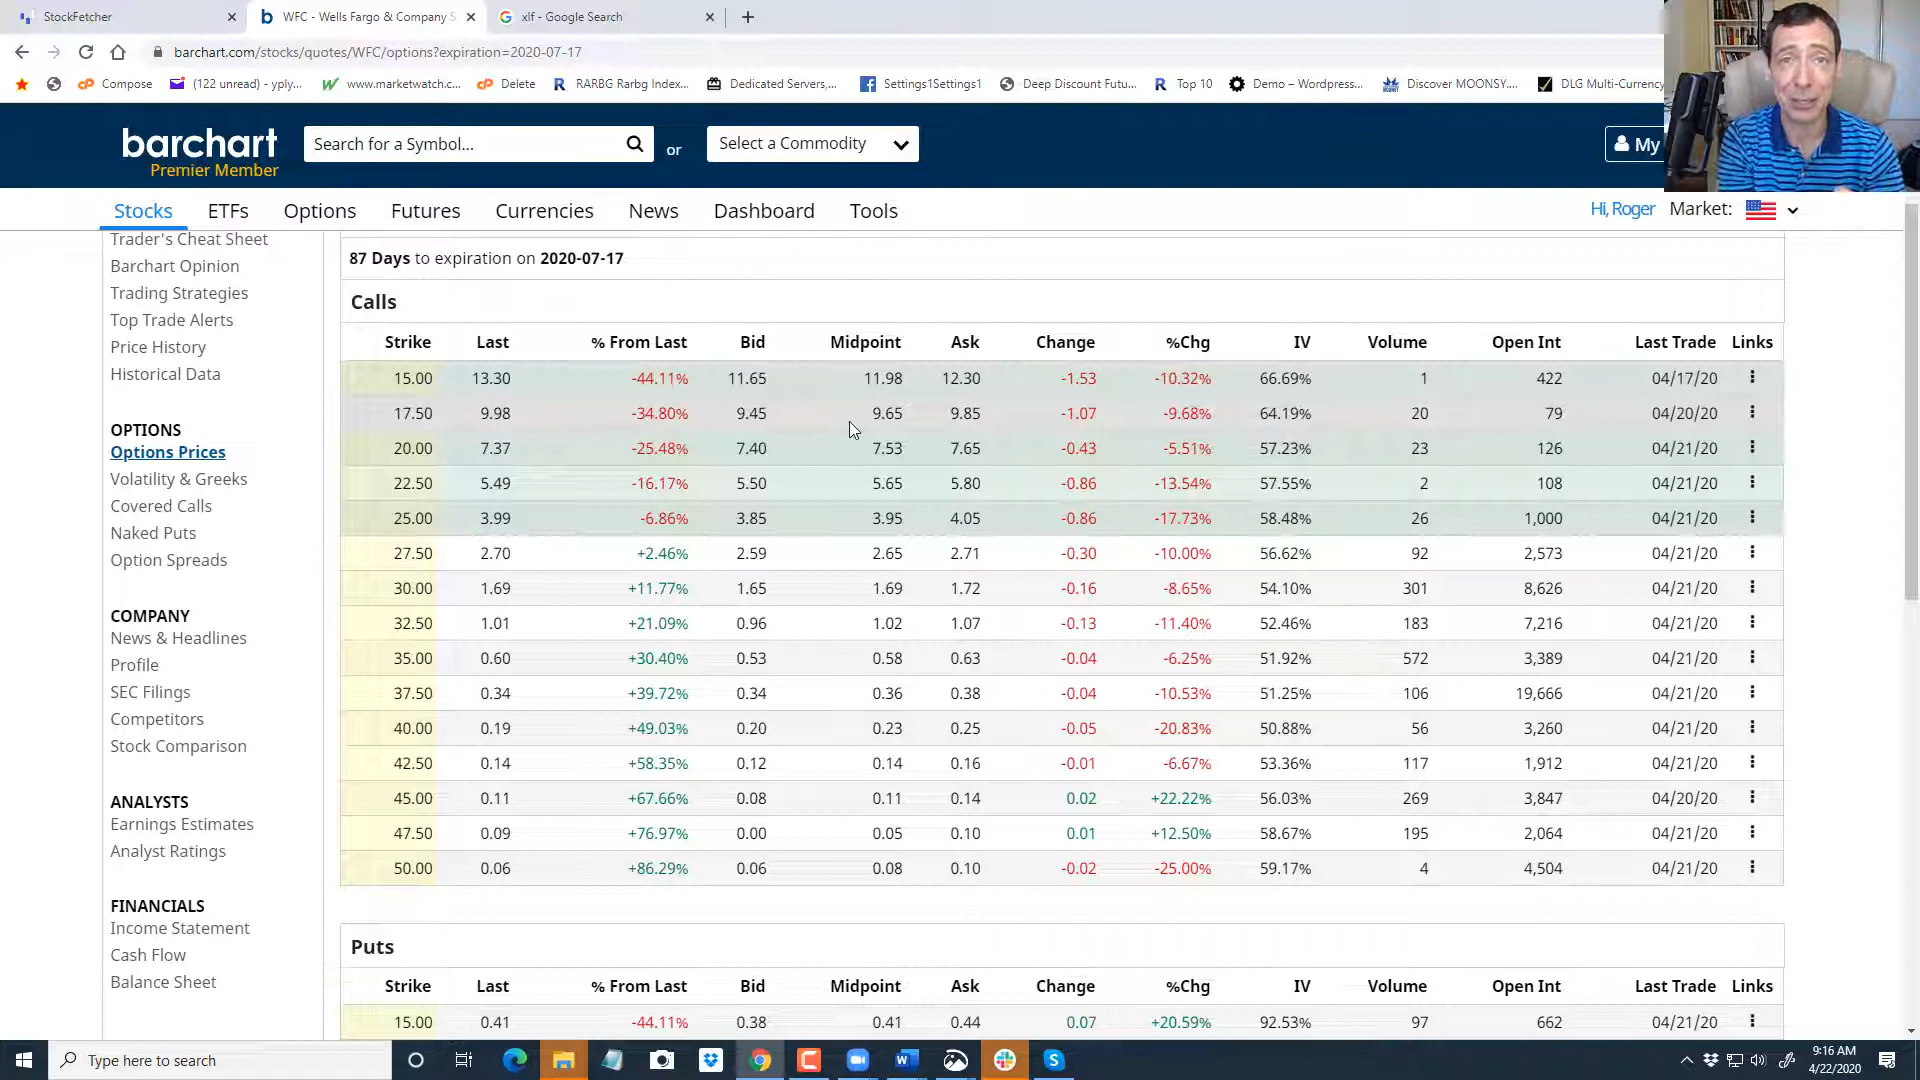 StockFetcher
WFC - Wells Fargo & Company S
xlf - Google Search
barchart.com/stocks/quotes/WFC/options?expiration=2020-07-17
Compose
(122 unread) - yply...
www.marketwatch.c...
Delete
RARBG Rarbg Index...
Dedicated Servers,...
Settings1Settings1
Deep Discount Futu...
Top 10
Demo – Wordpress...
Discover MOONSY....
DLG Multi-Currency
barchart
Premier Member
Search for a Symbol...
or
Select a Commodity
My
Stocks ETFs Options Futures Currencies News Dashboard Tools
Hi, Roger Market:
Trader's Cheat Sheet
Barchart Opinion
Trading Strategies
Top Trade Alerts
Price History
Historical Data
OPTIONS
Options Prices
Volatility & Greeks
Covered Calls
Naked Puts
Option Spreads
COMPANY
News & Headlines
Profile
SEC Filings
Competitors
Stock Comparison
ANALYSTS
Earnings Estimates
Analyst Ratings
FINANCIALS
Income Statement
Cash Flow
Balance Sheet
87 Days to expiration on 2020-07-17
Calls
Strike Last % From Last Bid Midpoint Ask Change %Chg IV Volume Open Int Last Trade Links
15.00 13.30 -44.11% 11.65 11.98 12.30 -1.53 -10.32% 66.69% 1 422 04/17/20
17.50 9.98 -34.80% 9.45 9.65 9.85 -1.07 -9.68% 64.19% 20 79 04/20/20
20.00 7.37 -25.48% 7.40 7.53 7.65 -0.43 -5.51% 57.23% 23 126 04/21/20
22.50 5.49 -16.17% 5.50 5.65 5.80 -0.86 -13.54% 57.55% 2 108 04/21/20
25.00 3.99 -6.86% 3.85 3.95 4.05 -0.86 -17.73% 58.48% 26 1,000 04/21/20
27.50 2.70 +2.46% 2.59 2.65 2.71 -0.30 -10.00% 56.62% 92 2,573 04/21/20
30.00 1.69 +11.77% 1.65 1.69 1.72 -0.16 -8.65% 54.10% 301 8,626 04/21/20
32.50 1.01 +21.09% 0.96 1.02 1.07 -0.13 -11.40% 52.46% 183 7,216 04/21/20
35.00 0.60 +30.40% 0.53 0.58 0.63 -0.04 -6.25% 51.92% 572 3,389 04/21/20
37.50 0.34 +39.72% 0.34 0.36 0.38 -0.04 -10.53% 51.25% 106 19,666 04/21/20
40.00 0.19 +49.03% 0.20 0.23 0.25 -0.05 -20.83% 50.88% 56 3,260 04/21/20
42.50 0.14 +58.35% 0.12 0.14 0.16 -0.01 -6.67% 53.36% 117 1,912 04/21/20
45.00 0.11 +67.66% 0.08 0.11 0.14 0.02 +22.22% 56.03% 269 3,847 04/20/20
47.50 0.09 +76.97% 0.00 0.05 0.10 0.01 +12.50% 58.67% 195 2,064 04/21/20
50.00 0.06 +86.29% 0.06 0.08 0.10 -0.02 -25.00% 59.17% 4 4,504 04/21/20
Puts
Strike Last % From Last Bid Midpoint Ask Change %Chg IV Volume Open Int Last Trade Links
15.00 0.41 -44.11% 0.38 0.41 0.44 0.07 +20.59% 92.53% 97 662 04/21/20
Type here to search
9:16 AM
4/22/2020